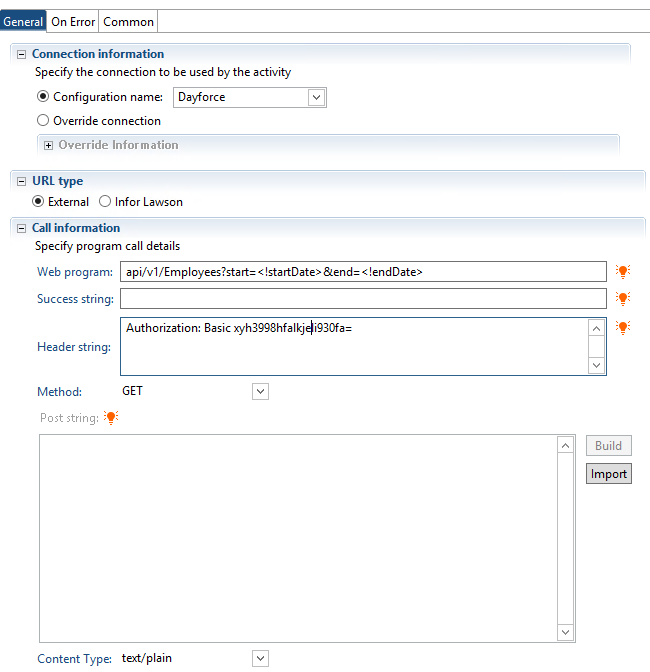 General On Error Common
Connection information
Specify the connection to be used by the activity
Configuration name: Dayforce
Override connection
Override Information
URL type
External Infor Lawson
Call information
Specify program call details
Web program: api/v1/Employees?start=<!startDate>&end=<!endDate>
Success string:
Header string: Authorization: Basic xyh3998hfalkjeli930fa=
Method: GET
Post string:
Build
Import
Content Type: text/plain